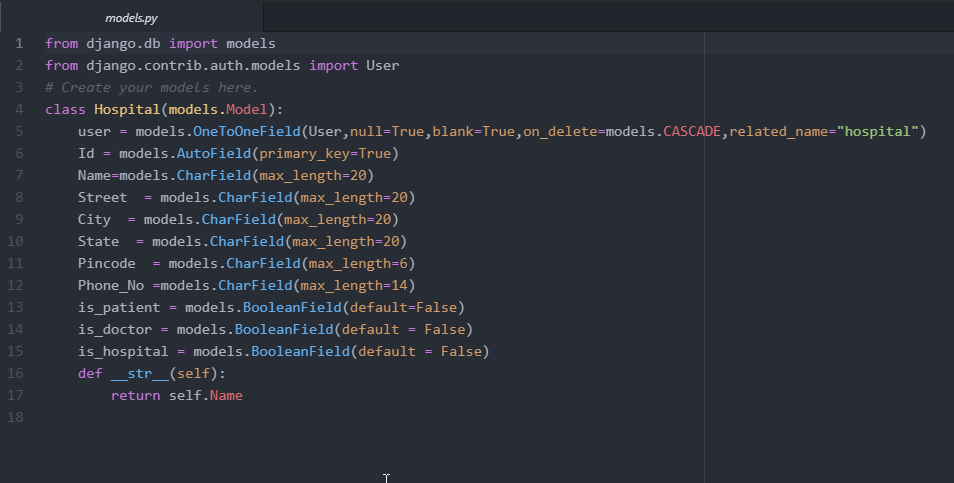 models.py
1 from django.db import models
2 from django.contrib.auth.models import User
3 # Create your models here.
4 class Hospital(models.Model):
5     user = models.OneToOneField(User,null=True,blank=True,on_delete=models.CASCADE,related_name="hospital")
6     Id = models.AutoField(primary_key=True)
7     Name=models.CharField(max_length=20)
8     Street  = models.CharField(max_length=20)
9     City  = models.CharField(max_length=20)
10     State  = models.CharField(max_length=20)
11     Pincode  = models.CharField(max_length=6)
12     Phone_No =models.CharField(max_length=14)
13     is_patient = models.BooleanField(default=False)
14     is_doctor = models.BooleanField(default = False)
15     is_hospital = models.BooleanField(default = False)
16     def __str__(self):
17         return self.Name
18